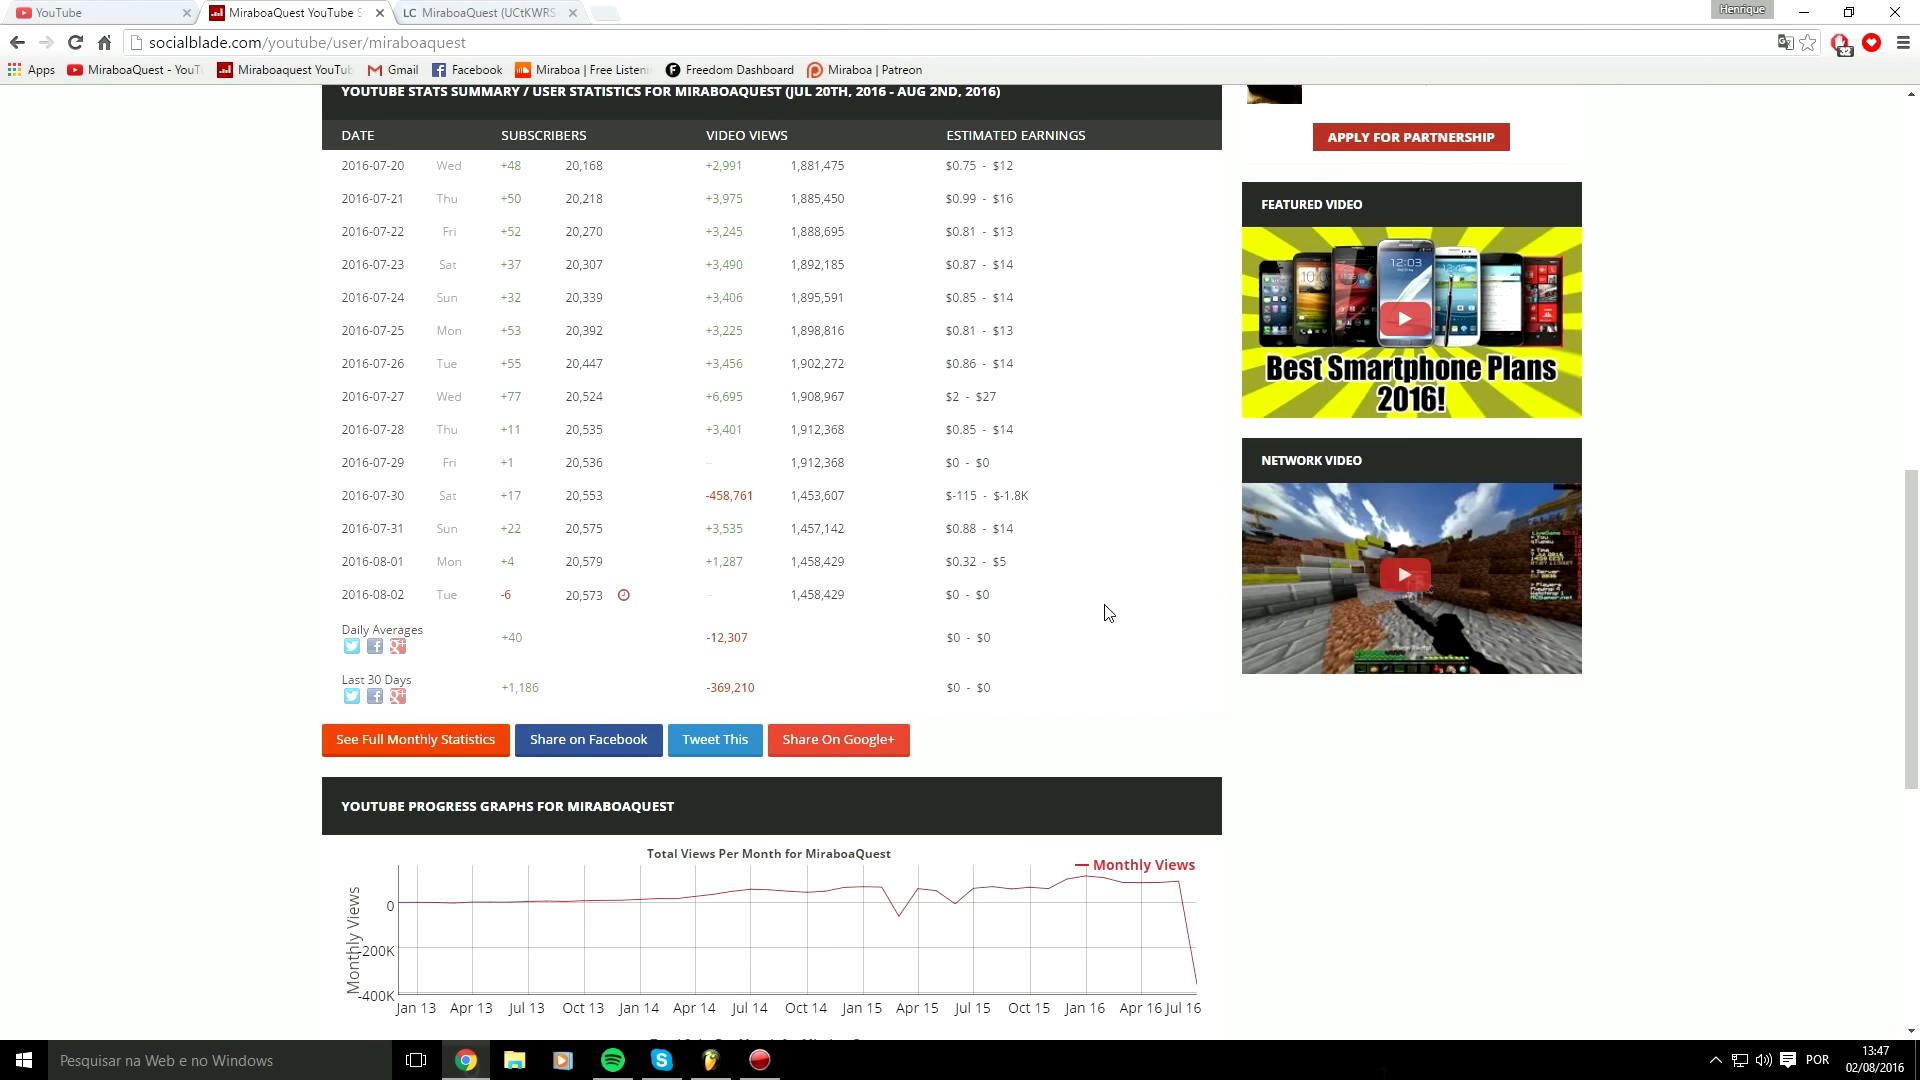 YouTube
MiraboaQuest YouTube S
LC MiraboaQuest (UCtKWRS
Henrique
socialblade.com/youtube/user/miraboaquest
32
Apps
MiraboaQuest - YouT
Miraboaquest YouTub
Gmail
Facebook
Miraboa | Free Listeni
Freedom Dashboard
Miraboa | Patreon
YOUTUBE STATS SUMMARY / USER STATISTICS FOR MIRABOAQUEST (JUL 20TH, 2016 - AUG 2ND, 2016)
DATE SUBSCRIBERS VIDEO VIEWS ESTIMATED EARNINGS
2016-07-20 Wed +48 20,168 +2,991 1,881,475 $0.75 - $12
2016-07-21 Thu +50 20,218 +3,975 1,885,450 $0.99 - $16
2016-07-22 Fri +52 20,270 +3,245 1,888,695 $0.81 - $13
2016-07-23 Sat +37 20,307 +3,490 1,892,185 $0.87 - $14
2016-07-24 Sun +32 20,339 +3,406 1,895,591 $0.85 - $14
2016-07-25 Mon +53 20,392 +3,225 1,898,816 $0.81 - $13
2016-07-26 Tue +55 20,447 +3,456 1,902,272 $0.86 - $14
2016-07-27 Wed +77 20,524 +6,695 1,908,967 $2 - $27
2016-07-28 Thu +11 20,535 +3,401 1,912,368 $0.85 - $14
2016-07-29 Fri +1 20,536 -- 1,912,368 $0 - $0
2016-07-30 Sat +17 20,553 -458,761 1,453,607 $-115 - $-1.8K
2016-07-31 Sun +22 20,575 +3,535 1,457,142 $0.88 - $14
2016-08-01 Mon +4 20,579 +1,287 1,458,429 $0.32 - $5
2016-08-02 Tue -6 20,573 -- 1,458,429 $0 - $0
Daily Averages +40 -12,307 $0 - $0
Last 30 Days +1,186 -369,210 $0 - $0
See Full Monthly Statistics
Share on Facebook
Tweet This
Share On Google+
YOUTUBE PROGRESS GRAPHS FOR MIRABOAQUEST
Total Views Per Month for MiraboaQuest
Monthly Views
Monthly Views
0
-200K
-400K
Jan 13 Apr 13 Jul 13 Oct 13 Jan 14 Apr 14 Jul 14 Oct 14 Jan 15 Apr 15 Jul 15 Oct 15 Jan 16 Apr 16 Jul 16
APPLY FOR PARTNERSHIP
FEATURED VIDEO
12:03
Best Smartphone Plans
2016!
NETWORK VIDEO
Pesquisar na Web e no Windows
POR
13:47
02/08/2016